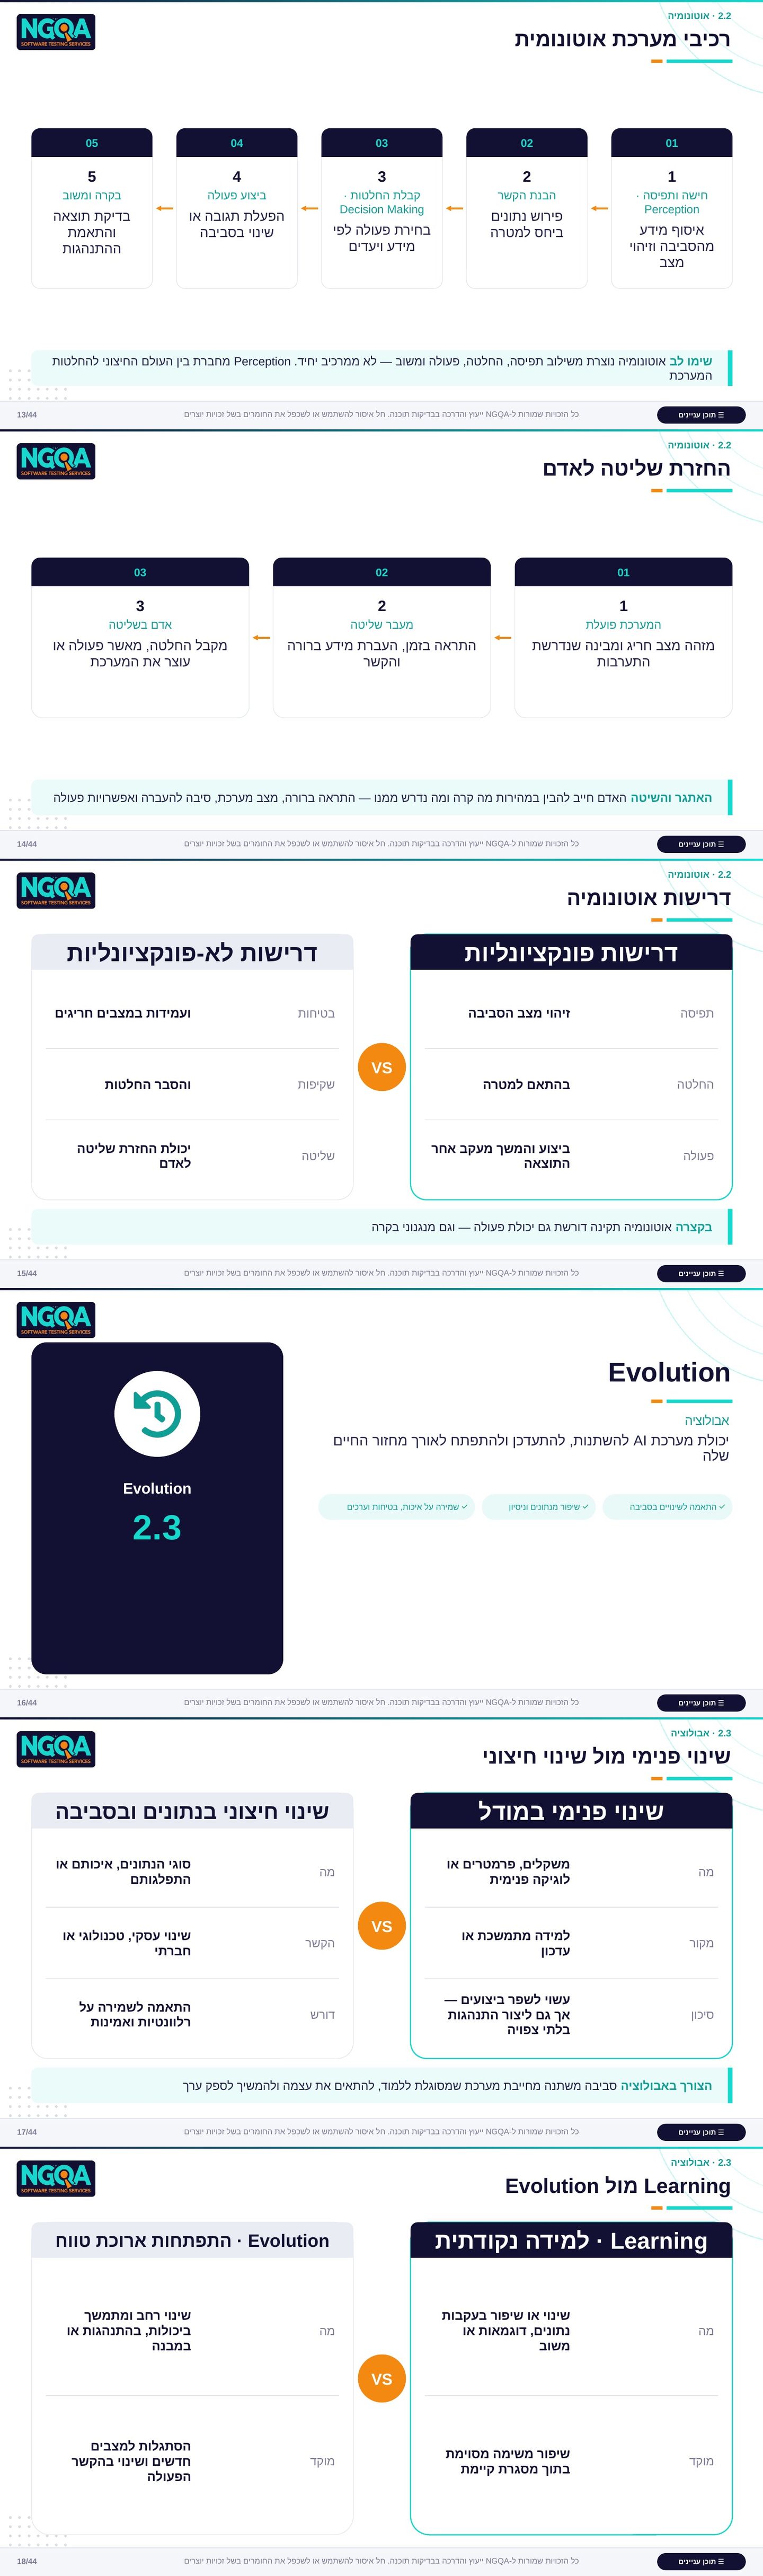 2.2 · אוטונומיה
NGQA
SOFTWARE TESTING SERVICES
רכיבי מערכת אוטונומית
01
1
חישה ותפיסה ·
Perception
איסוף מידע
מהסביבה וזיהוי
מצב
02
2
הבנת הקשר
פירוש נתונים
ביחס למטרה
03
3
קבלת החלטות ·
Decision Making
בחירת פעולה לפי
מידע ויעדים
04
4
ביצוע פעולה
הפעלת תגובה או
שינוי בסביבה
05
5
בקרה ומשוב
בדיקת תוצאה
והתאמת
ההתנהגות
שימו לב אוטונומיה נוצרת משילוב תפיסה, החלטה, פעולה ומשוב — לא ממרכיב יחיד. Perception מחברת בין העולם החיצוני להחלטות
המערכת
☰ תוכן עניינים
כל הזכויות שמורות ל-NGQA ייעוץ והדרכה בבדיקות תוכנה. חל איסור להשתמש או לשכפל את החומרים בשל זכויות יוצרים
13/44
2.2 · אוטונומיה
NGQA
SOFTWARE TESTING SERVICES
החזרת שליטה לאדם
01
1
המערכת פועלת
מזהה מצב חריג ומבינה שנדרשת
התערבות
02
2
מעבר שליטה
התראה בזמן, העברת מידע ברורה
והקשר
03
3
אדם בשליטה
מקבל החלטה, מאשר פעולה או
עוצר את המערכת
האתגר והשיטה האדם חייב להבין במהירות מה קרה ומה נדרש ממנו — התראה ברורה, מצב מערכת, סיבה להעברה ואפשרויות פעולה
☰ תוכן עניינים
כל הזכויות שמורות ל-NGQA ייעוץ והדרכה בבדיקות תוכנה. חל איסור להשתמש או לשכפל את החומרים בשל זכויות יוצרים
14/44
2.2 · אוטונומיה
NGQA
SOFTWARE TESTING SERVICES
דרישות אוטונומיה
דרישות פונקציונליות
תפיסה
זיהוי מצב הסביבה
החלטה
בהתאם למטרה
פעולה
ביצוע והמשך מעקב אחר
התוצאה
VS
דרישות לא-פונקציונליות
בטיחות
ועמידות במצבים חריגים
שקיפות
והסבר החלטות
שליטה
יכולת החזרת שליטה
לאדם
בקצרה אוטונומיה תקינה דורשת גם יכולת פעולה — וגם מנגנוני בקרה
☰ תוכן עניינים
כל הזכויות שמורות ל-NGQA ייעוץ והדרכה בבדיקות תוכנה. חל איסור להשתמש או לשכפל את החומרים בשל זכויות יוצרים
15/44
NGQA
SOFTWARE TESTING SERVICES
Evolution
אבולוציה
יכולת מערכת AI להשתנות, להתעדכן ולהתפתח לאורך מחזור החיים
שלה
✓ התאמה לשינויים בסביבה
✓ שיפור מנתונים וניסיון
✓ שמירה על איכות, בטיחות וערכים
Evolution
2.3
☰ תוכן עניינים
כל הזכויות שמורות ל-NGQA ייעוץ והדרכה בבדיקות תוכנה. חל איסור להשתמש או לשכפל את החומרים בשל זכויות יוצרים
16/44
2.3 · אבולוציה
NGQA
SOFTWARE TESTING SERVICES
שינוי פנימי מול שינוי חיצוני
שינוי פנימי במודל
מה
משקלים, פרמטרים או
לוגיקה פנימית
מקור
למידה מתמשכת או
עדכון
סיכון
עשוי לשפר ביצועים —
אך גם ליצור התנהגות
בלתי צפויה
VS
שינוי חיצוני בנתונים ובסביבה
מה
סוגי הנתונים, איכותם או
התפלגותם
הקשר
שינוי עסקי, טכנולוגי או
חברתי
דורש
התאמה לשמירה על
רלוונטיות ואמינות
הצורך באבולוציה סביבה משתנה מחייבת מערכת שמסוגלת ללמוד, להתאים את עצמה ולהמשיך לספק ערך
☰ תוכן עניינים
כל הזכויות שמורות ל-NGQA ייעוץ והדרכה בבדיקות תוכנה. חל איסור להשתמש או לשכפל את החומרים בשל זכויות יוצרים
17/44
2.3 · אבולוציה
NGQA
SOFTWARE TESTING SERVICES
Learning מול Evolution
Learning · למידה נקודתית
מה
שינוי או שיפור בעקבות
נתונים, דוגמאות או
משוב
מוקד
שיפור משימה מסוימת
בתוך מסגרת קיימת
VS
Evolution · התפתחות ארוכת טווח
מה
שינוי רחב ומתמשך
ביכולות, בהתנהגות או
במבנה
מוקד
הסתגלות למצבים
חדשים ושינוי בהקשר
הפעולה
☰ תוכן עניינים
כל הזכויות שמורות ל-NGQA ייעוץ והדרכה בבדיקות תוכנה. חל איסור להשתמש או לשכפל את החומרים בשל זכויות יוצרים
18/44